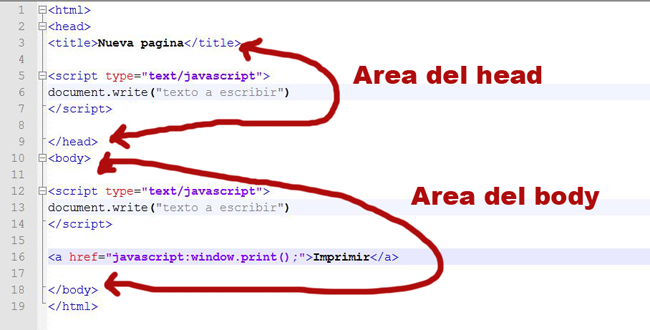 1 <html>
2 <head>
3 <title>Nueva pagina</title>
4
5 <script type="text/javascript">
6 document.write("texto a escribir")
7 </script>
8
9 </head>
10 <body>
11
12 <script type="text/javascript">
13 document.write("texto a escribir")
14 </script>
15
16 <a href="javascript:window.print();">Imprimir</a>
17
18 </body>
19 </html>
Area del head
Area del body